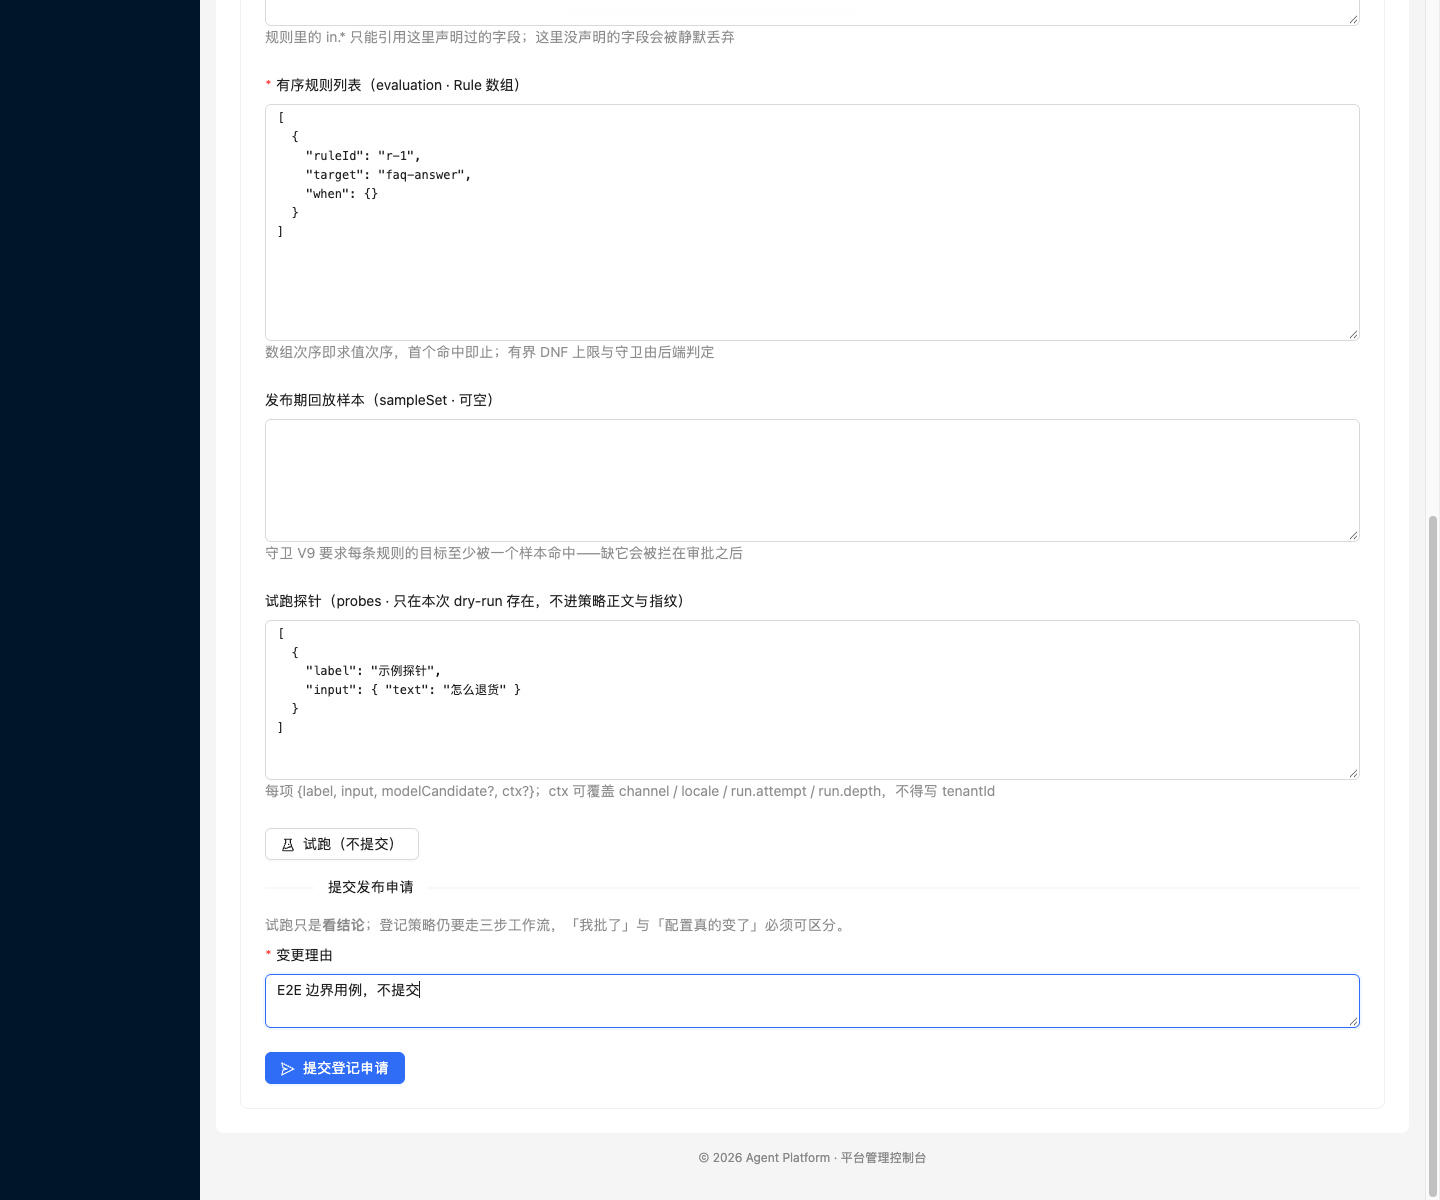 规则里的 in.* 只能引用这里声明过的字段；这里没声明的字段会被静默丢弃
* 有序规则列表（evaluation · Rule 数组）
[
  {
    "ruleId": "r-1",
    "target": "faq-answer",
    "when": {}
  }
]
数组次序即求值次序，首个命中即止；有界 DNF 上限与守卫由后端判定
发布期回放样本（sampleSet · 可空）
守卫 V9 要求每条规则的目标至少被一个样本命中——缺它会被拦在审批之后
试跑探针（probes · 只在本次 dry-run 存在，不进策略正文与指纹）
[
  {
    "label": "示例探针",
    "input": { "text": "怎么退货" }
  }
]
每项 {label, input, modelCandidate?, ctx?}；ctx 可覆盖 channel / locale / run.attempt / run.depth，不得写 tenantId
试跑（不提交）
提交发布申请
试跑只是看结论；登记策略仍要走三步工作流，「我批了」与「配置真的变了」必须可区分。
* 变更理由
E2E 边界用例，不提交
提交登记申请
© 2026 Agent Platform · 平台管理控制台